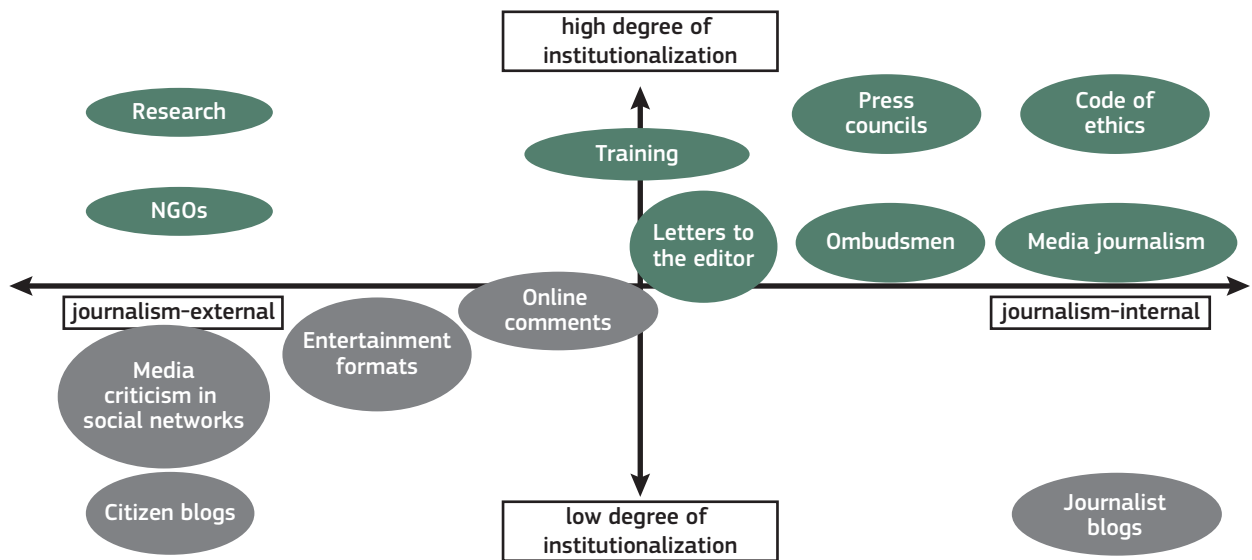 high degree of
institutionalization
Research
Press
councils
Code of
ethics
Training
NGOs
Letters to
the editor
Ombudsmen
Media journalism
Online
comments
journalism-external
journalism-internal
Entertainment
formats
Media
criticism in
social networks
Citizen blogs
low degree of
institutionalization
Journalist
blogs